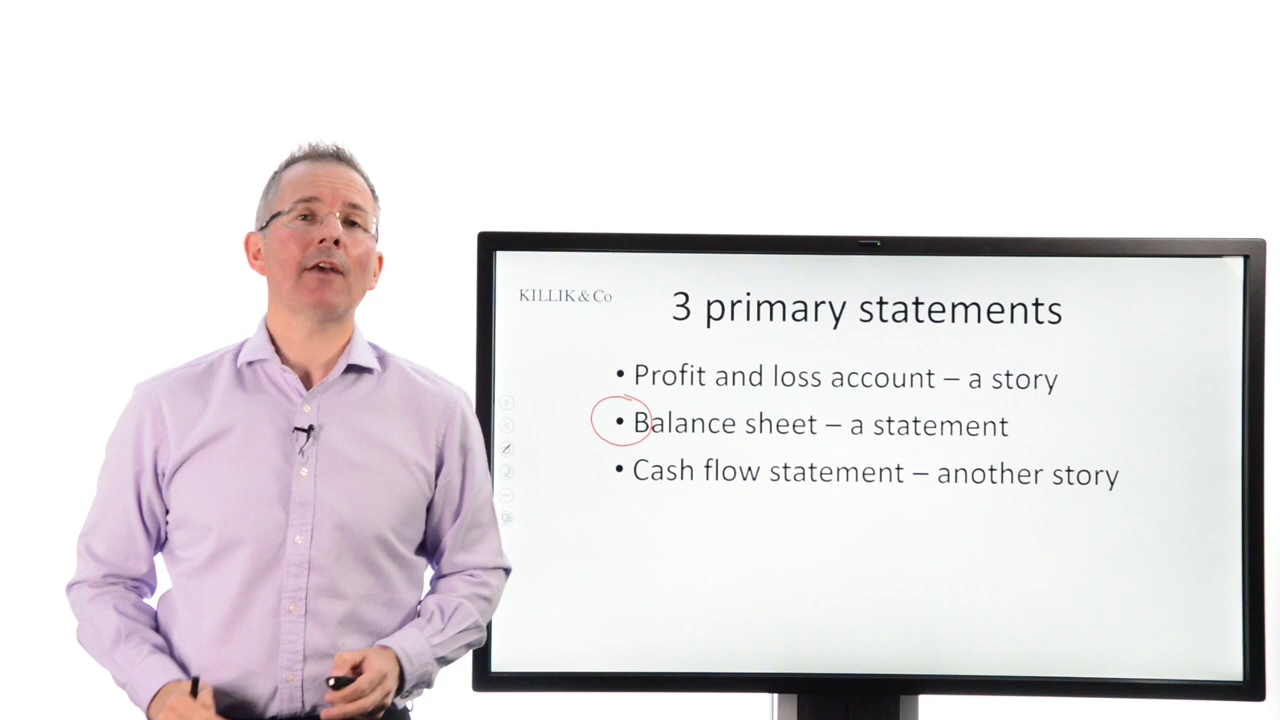 KILLIK & Co
3 primary statements
• Profit and loss account – a story
• Balance sheet – a statement
• Cash flow statement – another story